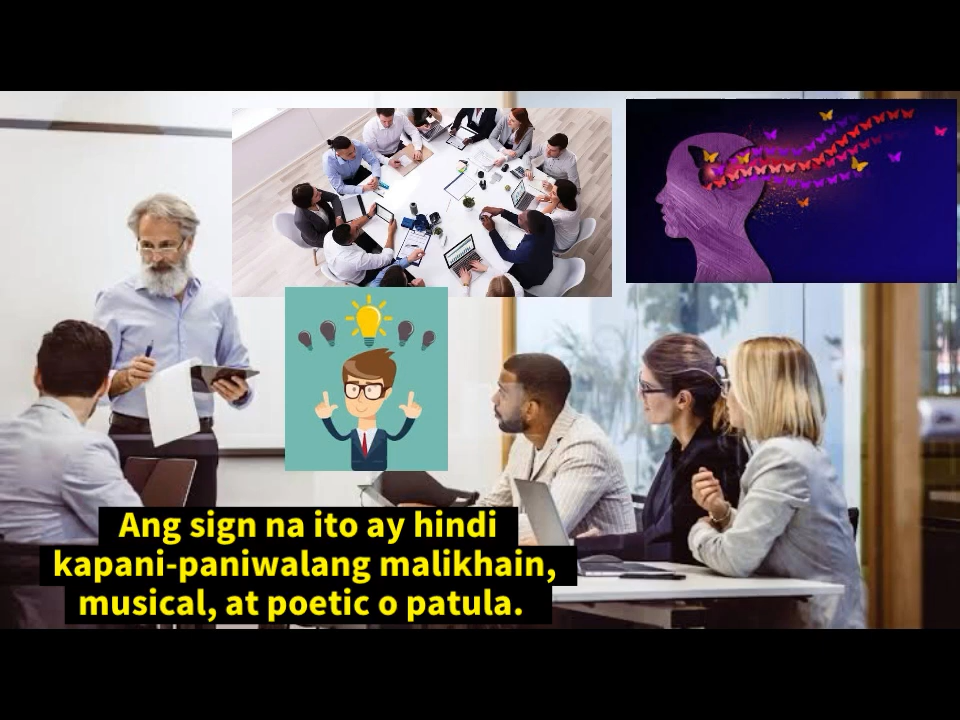 Ang sign na ito ay hindi
kapani-paniwalang malikhain,
musical, at poetic o patula.